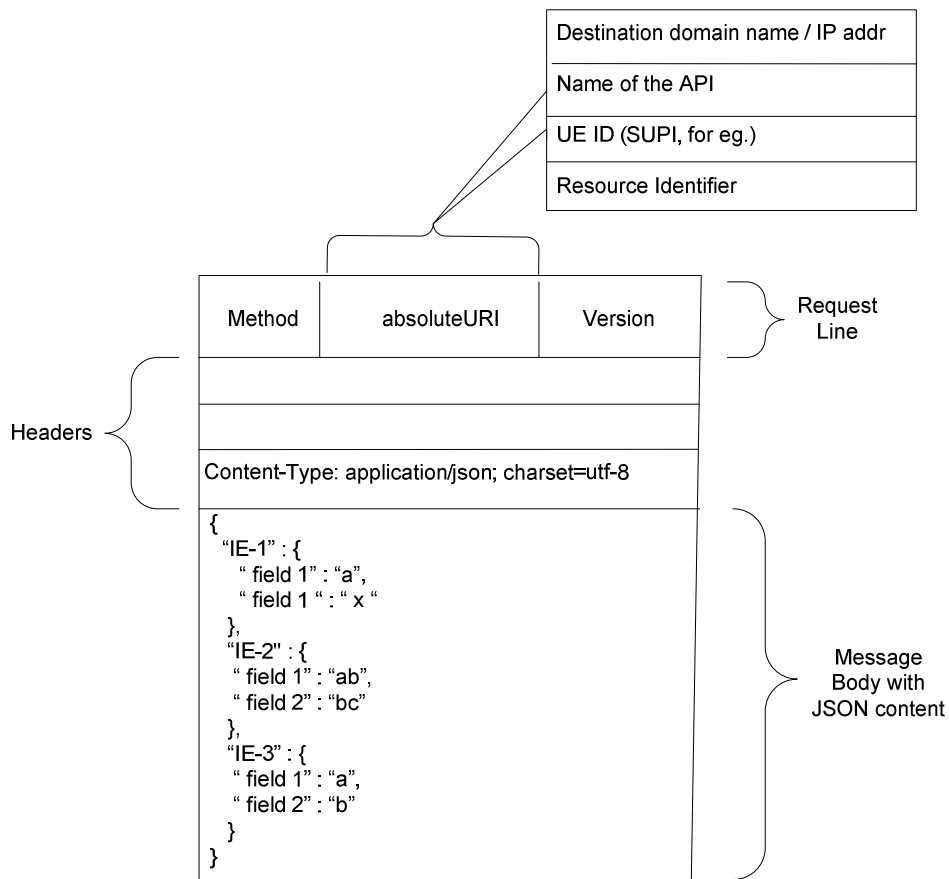 Destination domain name / IP addr
Name of the API
UE ID (SUPI, for eg.)
Resource Identifier
Method
absoluteURI
Version
Request
Line
Headers
Content-Type: application/json; charset=utf-8
{
“IE-1” : {
“ field 1” : “a”,
“ field 1 “ : “ x “
},
“IE-2" : {
“ field 1” : “ab”,
“ field 2” : “bc”
},
“IE-3” : {
“ field 1” : “a”,
“ field 2” : “b”
}
}
Message
Body with
JSON content